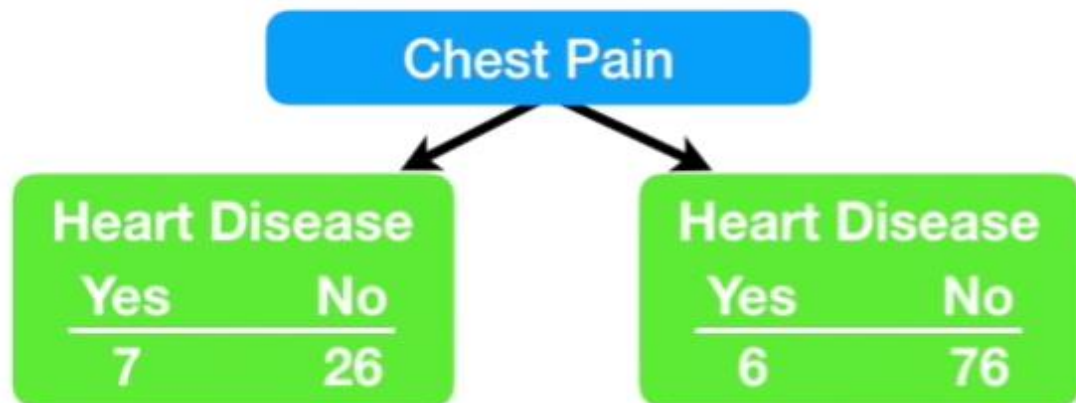 Chest Pain
Heart Disease
Yes No
7 26
Heart Disease
Yes No
6 76